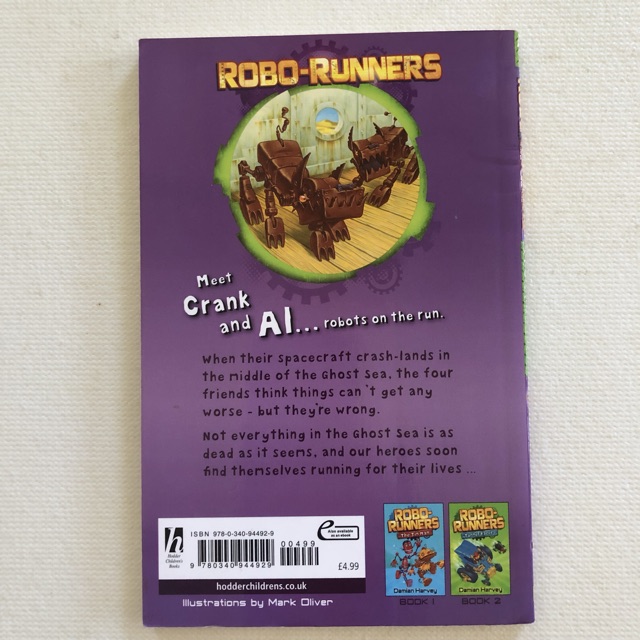 ROBO-RUNNERS
Meet
Crank
and Al... robots on the run.
When their spacecraft crash-lands in
the middle of the Ghost Sea, the four
friends think things can't get any
worse - but they're wrong.
Not everything in the Ghost Sea is as
dead as it seems, and our heroes soon
find themselves running for their lives ...
ISBN 978-0-340-94492-9
00499
h
Hodder
Children's
Books
9 780340 944929
e
Also available
as an ebook
£4.99
hodderchildrens.co.uk
Illustrations by Mark Oliver
ROBO-
RUNNERS
Damian Harvey
BOOK 1
ROBO-
RUNNERS
Damian Harvey
BOOK 2